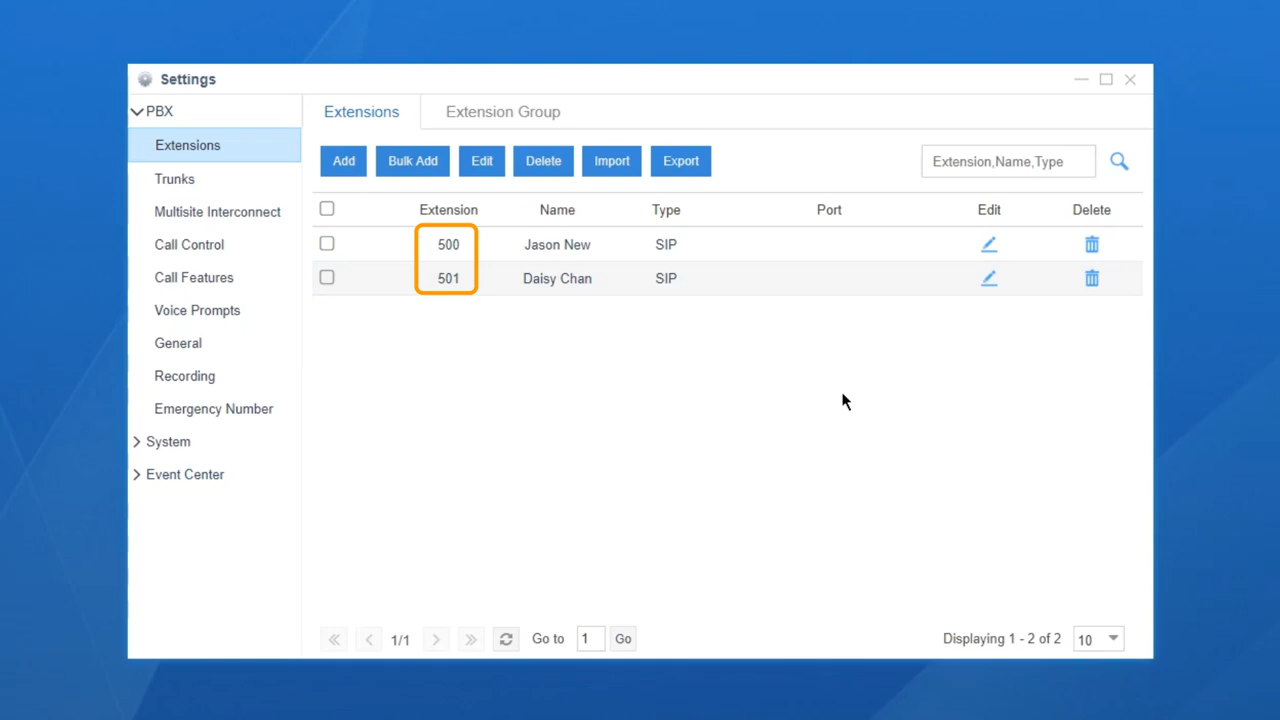 Settings
PBX
Extensions
Trunks
Multisite Interconnect
Call Control
Call Features
Voice Prompts
General
Recording
Emergency Number
System
Event Center
Extensions Extension Group
Add Bulk Add Edit Delete Import Export Extension,Name,Type
Extension Name Type Port Edit Delete
500 Jason New SIP
501 Daisy Chan SIP
1/1 Go to 1 Go Displaying 1 - 2 of 2 10